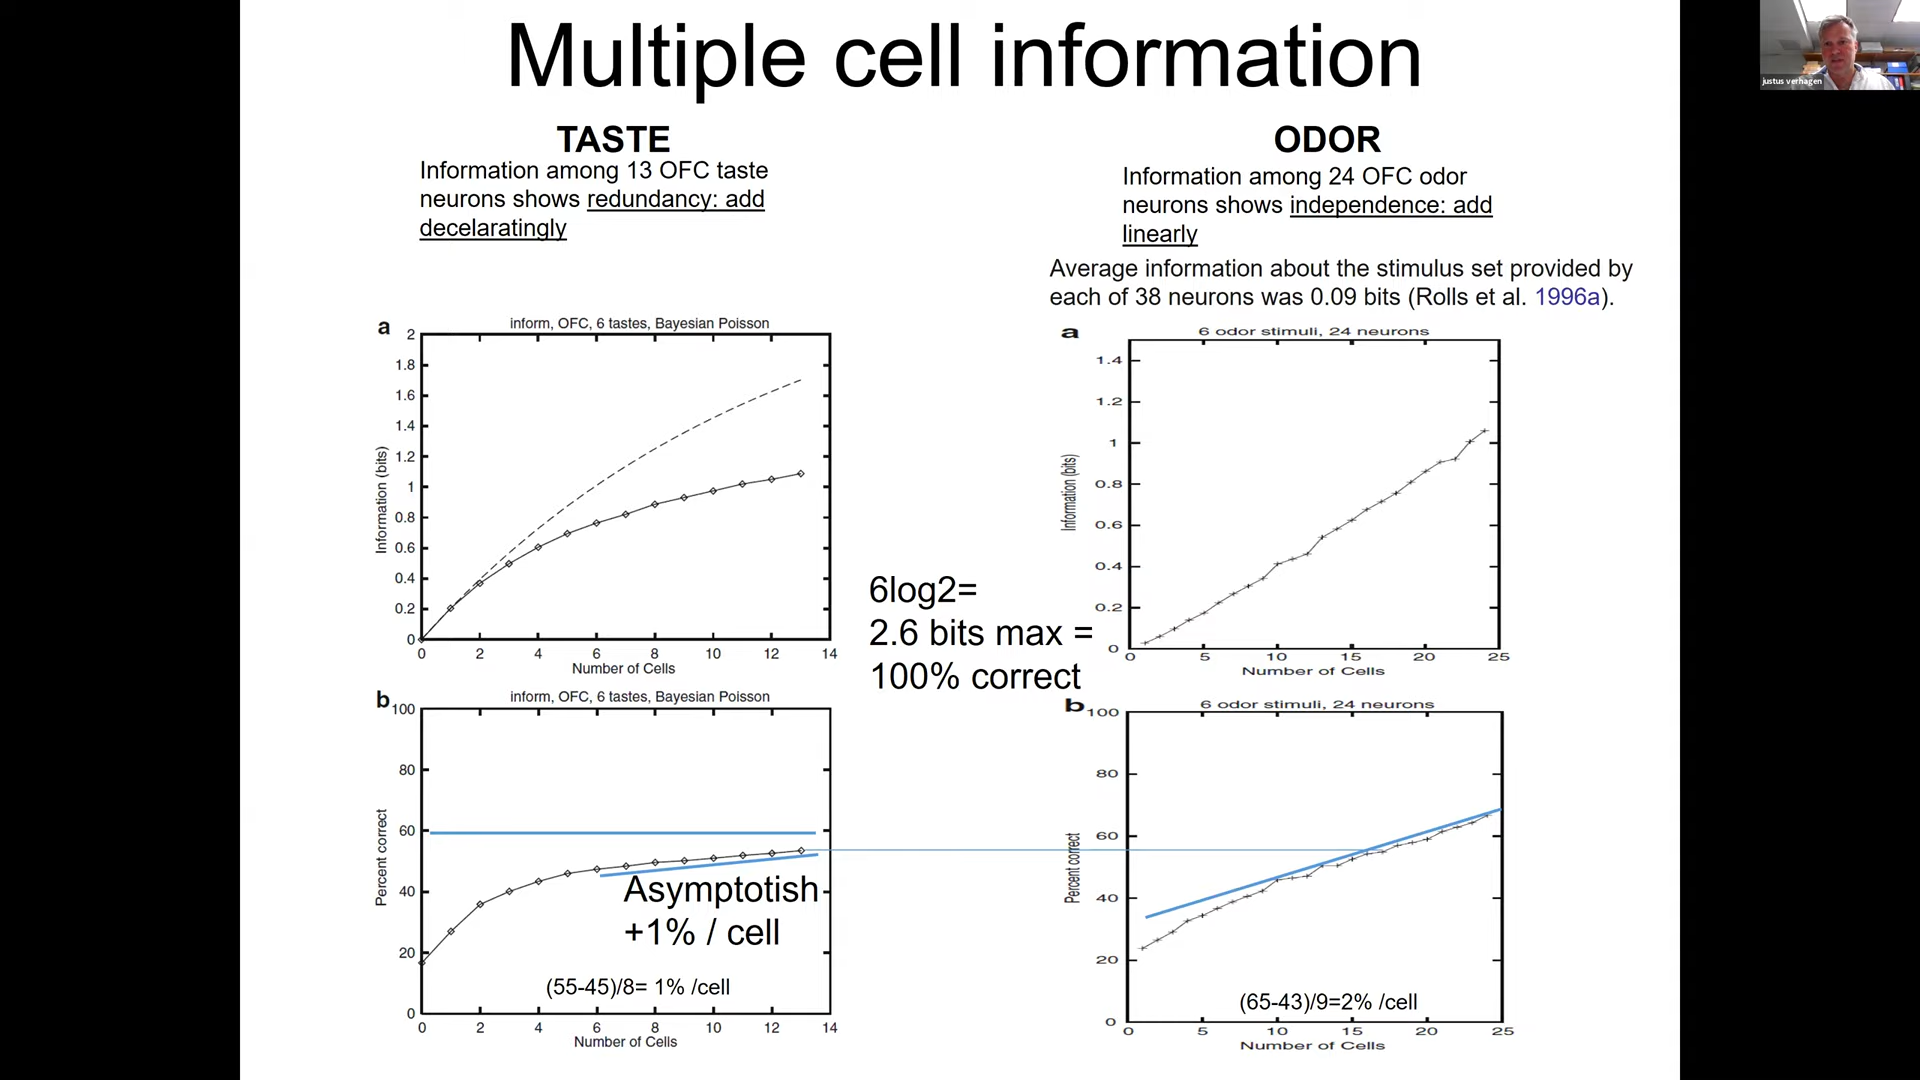 Multiple cell information
justus verhagen
TASTE
Information among 13 OFC taste
neurons shows redundancy: add
decelaratingly
ODOR
Information among 24 OFC odor
neurons shows independence: add
linearly
Average information about the stimulus set provided by
each of 38 neurons was 0.09 bits (Rolls et al. 1996a).
a
inform, OFC, 6 tastes, Bayesian Poisson
2
1.8
1.6
1.4
1.2
1
0.8
0.6
0.4
0.2
0
Information (bits)
0 2 4 6 8 10 12 14
Number of Cells
6log2=
2.6 bits max =
100% correct
a
6 odor stimuli, 24 neurons
1.4
1.2
1
0.8
0.6
0.4
0.2
0
Information (bits)
0 5 10 15 20 25
Number of Cells
b
inform, OFC, 6 tastes, Bayesian Poisson
100
80
60
40
20
0
Percent correct
Asymptotish
+1% / cell
(55-45)/8= 1% /cell
0 2 4 6 8 10 12 14
Number of Cells
b
6 odor stimuli, 24 neurons
100
80
60
40
20
0
Percent correct
(65-43)/9=2% /cell
0 5 10 15 20 25
Number of Cells